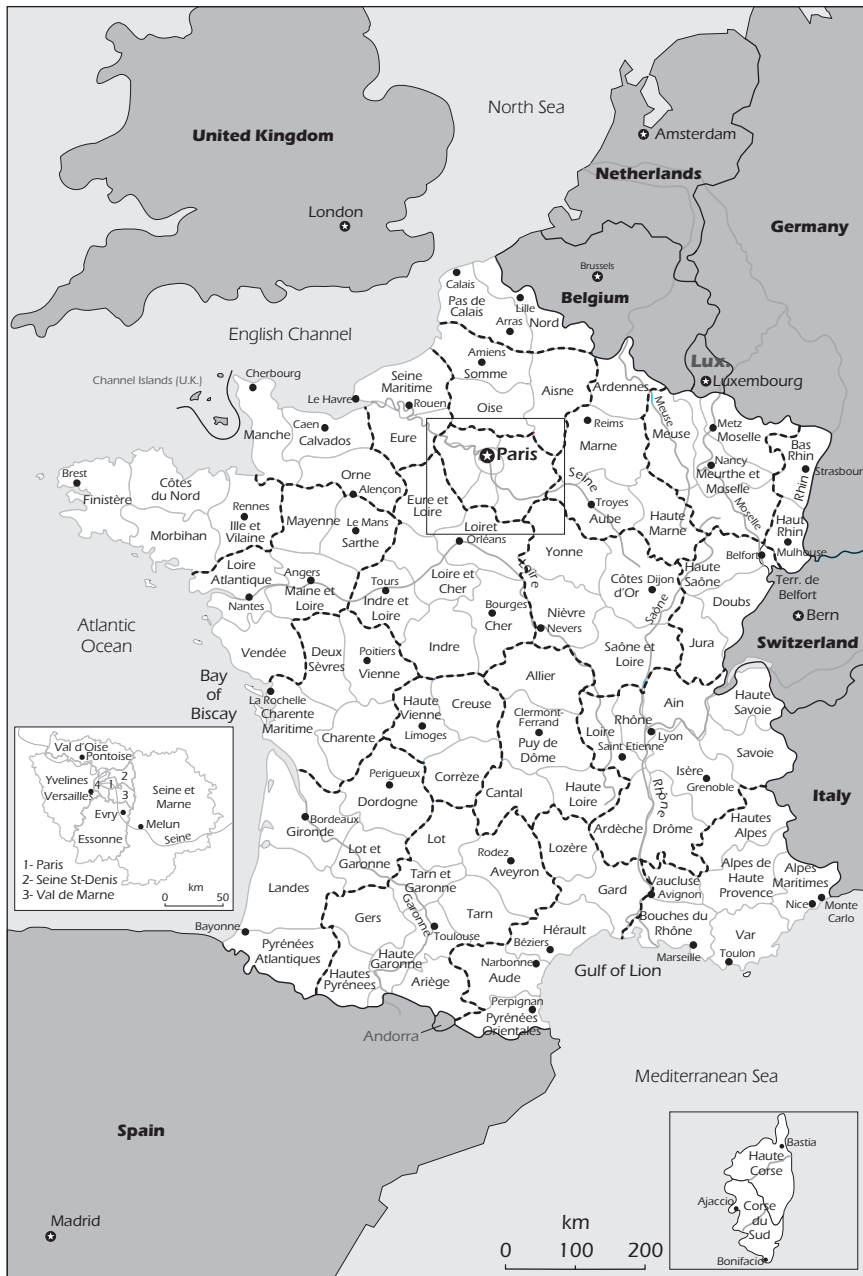 North Sea
United Kingdom
Amsterdam
Netherlands
London
Germany
Brussels
Belgium
Calais
Pas de
Calais
Lille
Nord
Arras
English Channel
Lux.
Luxembourg
Amiens
Somme
Channel Islands (U.K.)
Cherbourg
Seine
Maritime
Aisne
Ardennes
Le Havre
Rouen
Oise
Meuse
Meuse
Reims
Metz
Moselle
Manche
Caen
Calvados
Eure
Marne
Bas
Rhin
Paris
Nancy
Meurthe et
Moselle
Rhin
Strasbour
Brest
Finistère
Côtes
du Nord
Orne
Alençon
Seine
Eure et
Loire
Troyes
Aube
Moselle
Rennes
Ille et
Vilaine
Mayenne
Le Mans
Sarthe
Haute
Marne
Haut
Rhin
Mulhouse
Morbihan
Loiret
Orléans
Yonne
Belfort
Haute
Saône
Loire
Atlantique
Angers
Maine et
Loire
Tours
Indre et
Loire
Loire et
Cher
Loire
Côtes
d'Or
Dijon
Terr. de
Belfort
Nantes
Bourges
Cher
Nièvre
Nevers
Saône
Doubs
Bern
Atlantic
Ocean
Switzerland
Vendée
Deux
Sèvres
Poitiers
Vienne
Indre
Saône et
Loire
Jura
Bay
of
Biscay
Allier
La Rochelle
Charente
Maritime
Haute
Vienne
Limoges
Creuse
Clermont-
Ferrand
Puy de
Dôme
Loire
Rhône
Ain
Lyon
Haute
Savoie
Charente
Saint Etienne
Savoie
Perigueux
Dordogne
Corrèze
Cantal
Haute
Loire
Isère
Grenoble
Rhône
Italy
Bordeaux
Gironde
Ardèche
Drôme
Hautes
Alpes
Lot et
Garonne
Lot
Rodez
Aveyron
Lozère
Landes
Tarn et
Garonne
Gard
Vaucluse
Avignon
Alpes de
Haute
Provence
Alpes
Maritimes
Nice
Monte
Carlo
Gers
Garonne
Tarn
Bouches du
Rhône
Var
Bayonne
Toulouse
Hérault
Béziers
Marseille
Toulon
Pyrénées
Atlantiques
Hautes
Pyrénees
Haute
Garonne
Ariège
Narbonne
Aude
Gulf of Lion
Perpignan
Pyrénées
Orientales
Andorra
Mediterranean Sea
Spain
Madrid
Val d'Oise
Pontoise
Yvelines
Versailles
4
1
2
3
Seine et
Marne
Evry
Melun
Essonne
Seine
1- Paris
2- Seine St-Denis
3- Val de Marne
km
0 50
km
0 100 200
Bastia
Haute
Corse
Ajaccio
Corse
du
Sud
Bonifacio